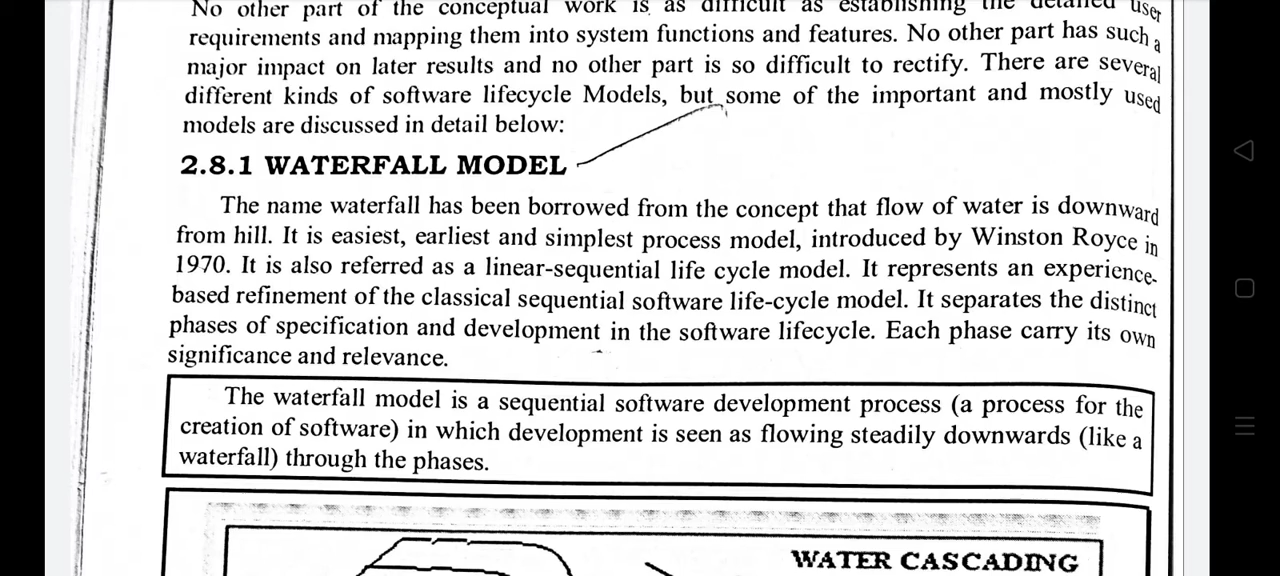 No other part of the conceptual work is as difficult as establishing the detailed user
requirements and mapping them into system functions and features. No other part has such a
major impact on later results and no other part is so difficult to rectify. There are several
different kinds of software lifecycle Models, but some of the important and mostly used
models are discussed in detail below:
2.8.1 WATERFALL MODEL
The name waterfall has been borrowed from the concept that flow of water is downward
from hill. It is easiest, earliest and simplest process model, introduced by Winston Royce in
1970. It is also referred as a linear-sequential life cycle model. It represents an experience-
based refinement of the classical sequential software life-cycle model. It separates the distinct
phases of specification and development in the software lifecycle. Each phase carry its own
significance and relevance.
The waterfall model is a sequential software development process (a process for the
creation of software) in which development is seen as flowing steadily downwards (like a
waterfall) through the phases.
WATER CASCADING